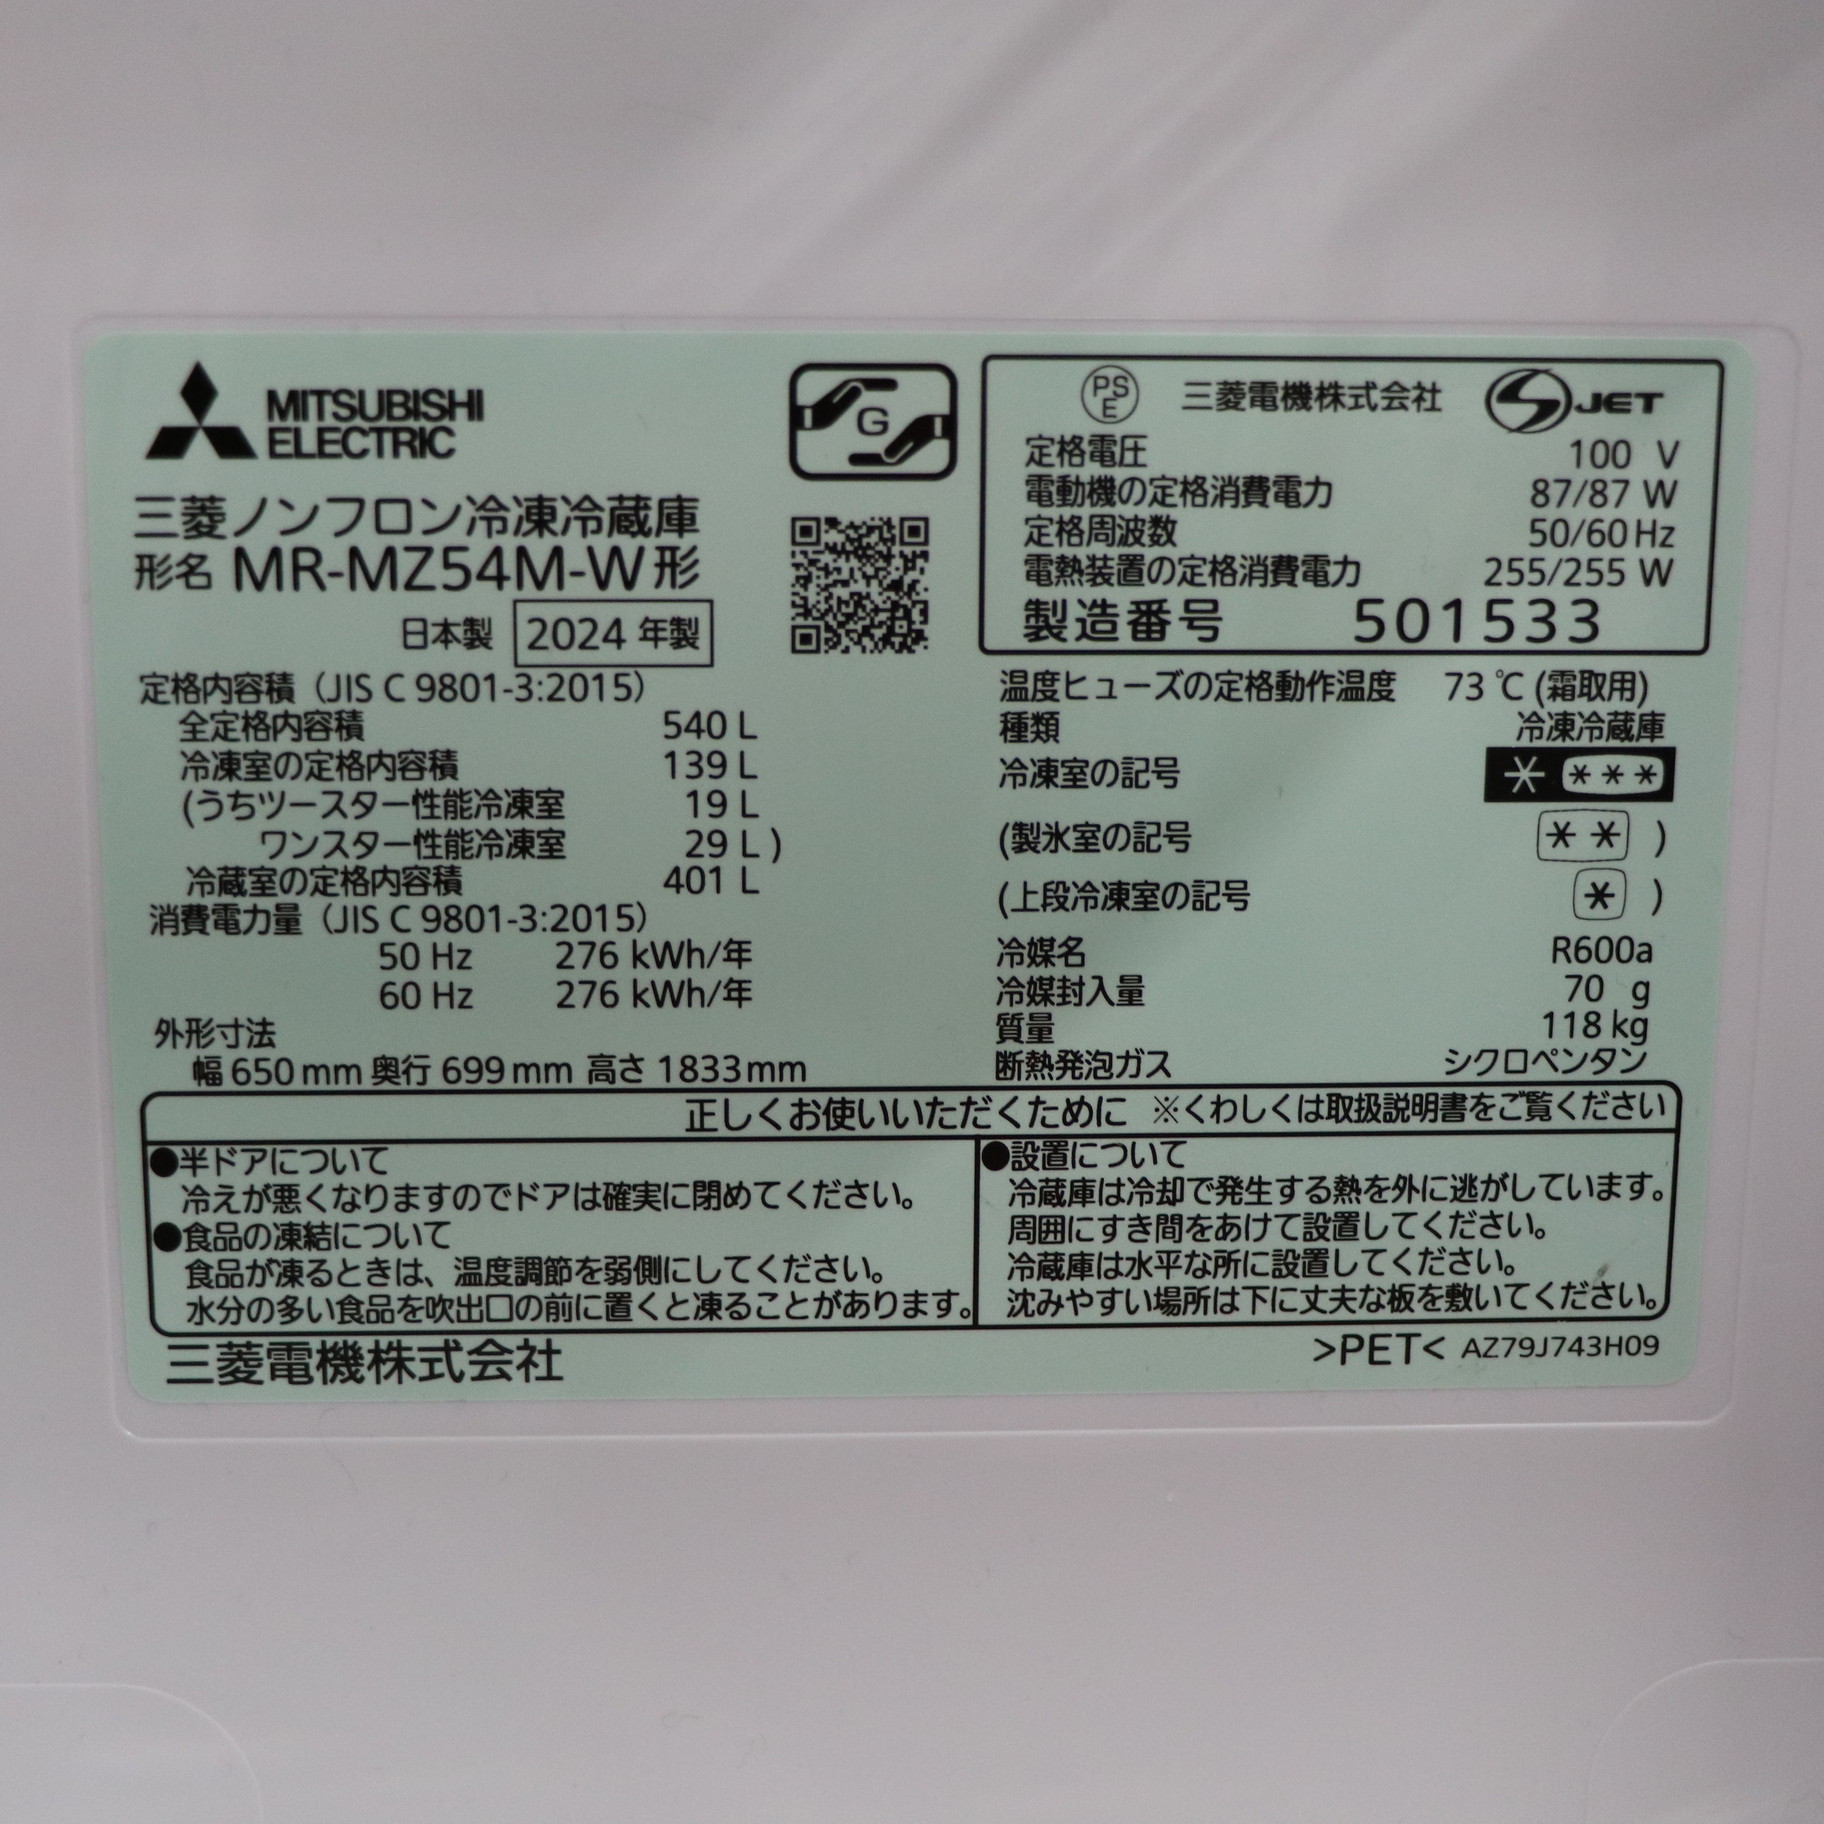 MITSUBISHI
ELECTRIC
G
三菱ノンフロン冷凍冷蔵庫
形名 MR-MZ54M-W形
日本製 2024 年製
定格内容積（JIS C 9801-3:2015）
全定格内容積 540 L
冷凍室の定格内容積 139 L
(うちツースター性能冷凍室 19 L
ワンスター性能冷凍室 29 L )
冷蔵室の定格内容積 401 L
消費電力量（JIS C 9801-3:2015）
50 Hz 276 kWh/年
60 Hz 276 kWh/年
外形寸法
幅 650 mm 奥行 699 mm 高さ 1833 mm
PSE 三菱電機株式会社 S JET
定格電圧 100 V
電動機の定格消費電力 87/87 W
定格周波数 50/60 Hz
電熱装置の定格消費電力 255/255 W
製造番号 501533
温度ヒューズの定格動作温度 73 ℃ (霜取用)
種類 冷凍冷蔵庫
冷凍室の記号 * ***
(製氷室の記号 ** )
(上段冷凍室の記号 * )
冷媒名 R600a
冷媒封入量 70 g
質量 118 kg
断熱発泡ガス シクロペンタン
正しくお使いいただくために ※くわしくは取扱説明書をご覧ください
●半ドアについて
冷えが悪くなりますのでドアは確実に閉めてください。
●食品の凍結について
食品が凍るときは、温度調節を弱側にしてください。
水分の多い食品を吹出口の前に置くと凍ることがあります。
●設置について
冷蔵庫は冷却で発生する熱を外に逃がしています。
周囲にすき間をあけて設置してください。
冷蔵庫は水平な所に設置してください。
沈みやすい場所は下に丈夫な板を敷いてください。
三菱電機株式会社
>PET< AZ79J743H09